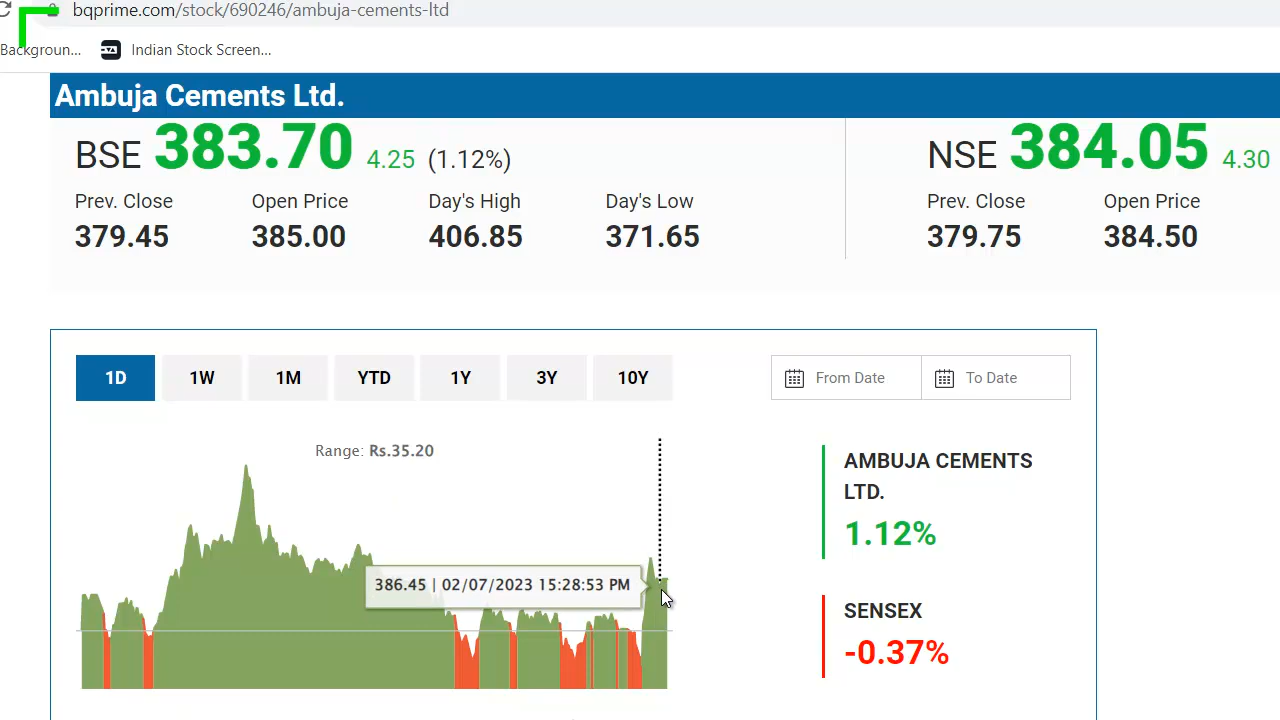 bqprime.com/stock/690246/ambuja-cements-ltd
Backgroun... Indian Stock Screen...
Ambuja Cements Ltd.
BSE 383.70 4.25 (1.12%) NSE 384.05 4.30
Prev. Close Open Price Day's High Day's Low Prev. Close Open Price
379.45 385.00 406.85 371.65 379.75 384.50
1D 1W 1M YTD 1Y 3Y 10Y From Date To Date
Range: Rs.35.20
386.45 | 02/07/2023 15:28:53 PM
AMBUJA CEMENTS
LTD.
1.12%
SENSEX
-0.37%